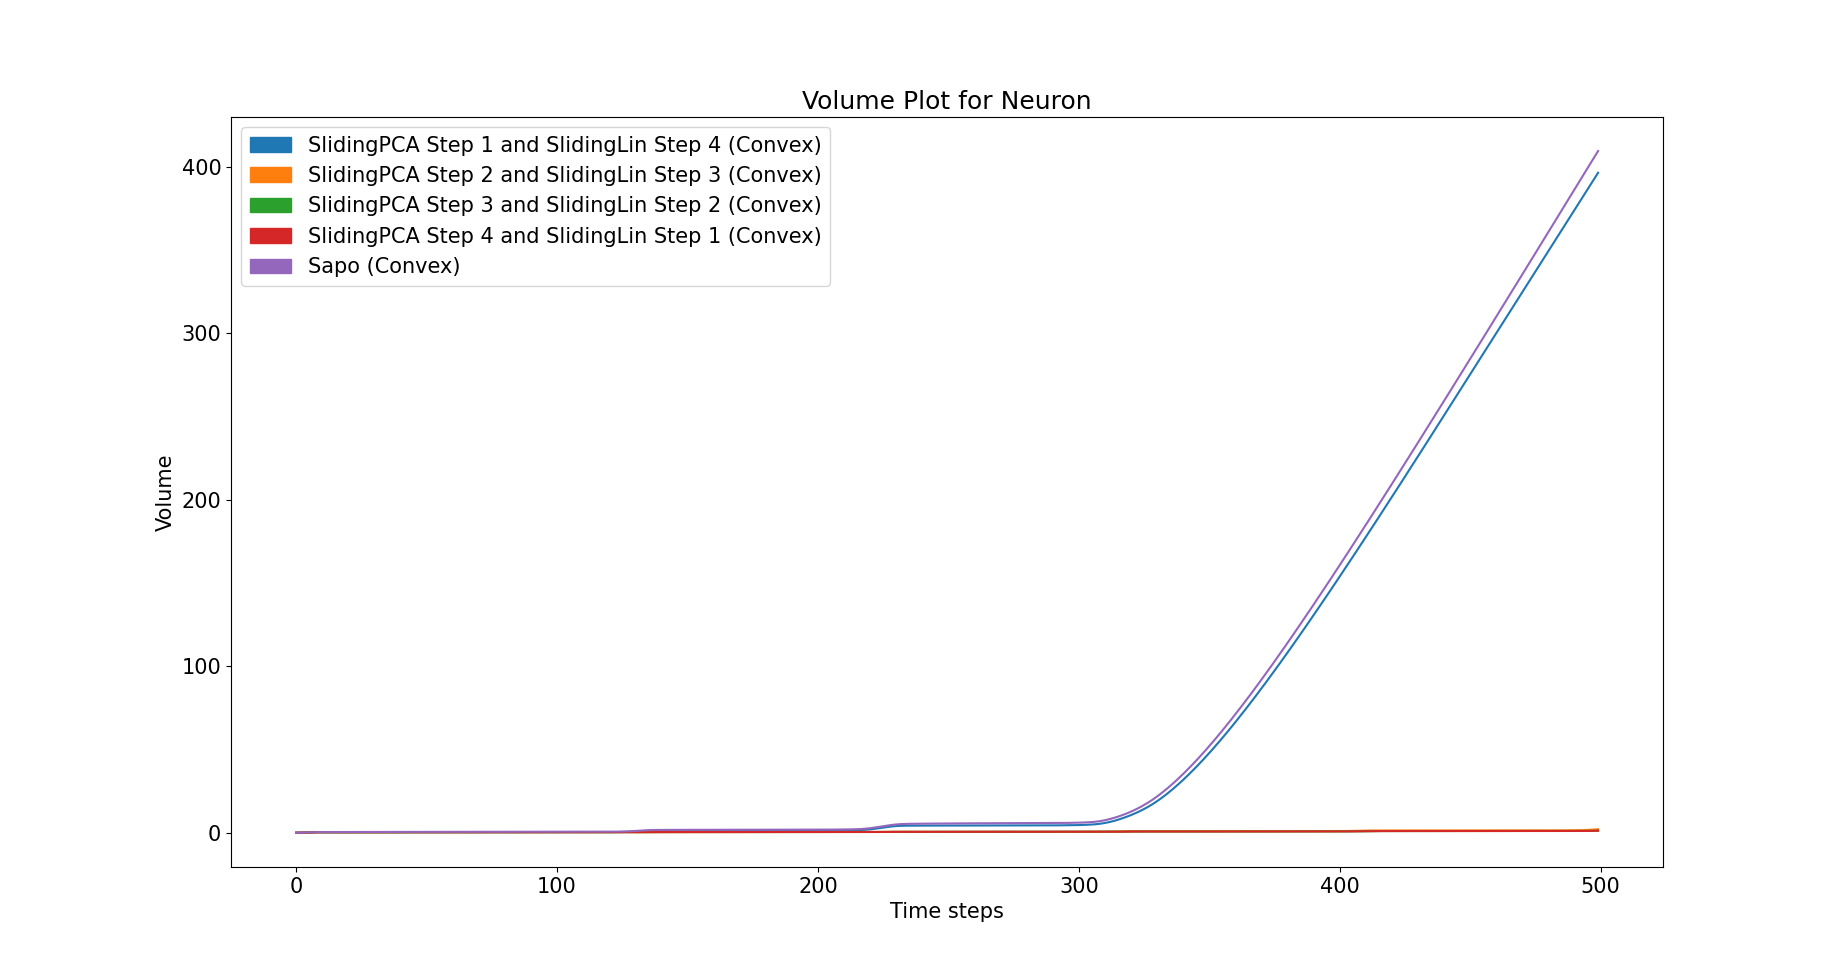 Volume Plot for Neuron
SlidingPCA Step 1 and SlidingLin Step 4 (Convex)
SlidingPCA Step 2 and SlidingLin Step 3 (Convex)
SlidingPCA Step 3 and SlidingLin Step 2 (Convex)
SlidingPCA Step 4 and SlidingLin Step 1 (Convex)
Sapo (Convex)
400
300
200
100
0
Volume
0 100 200 300 400 500
Time steps